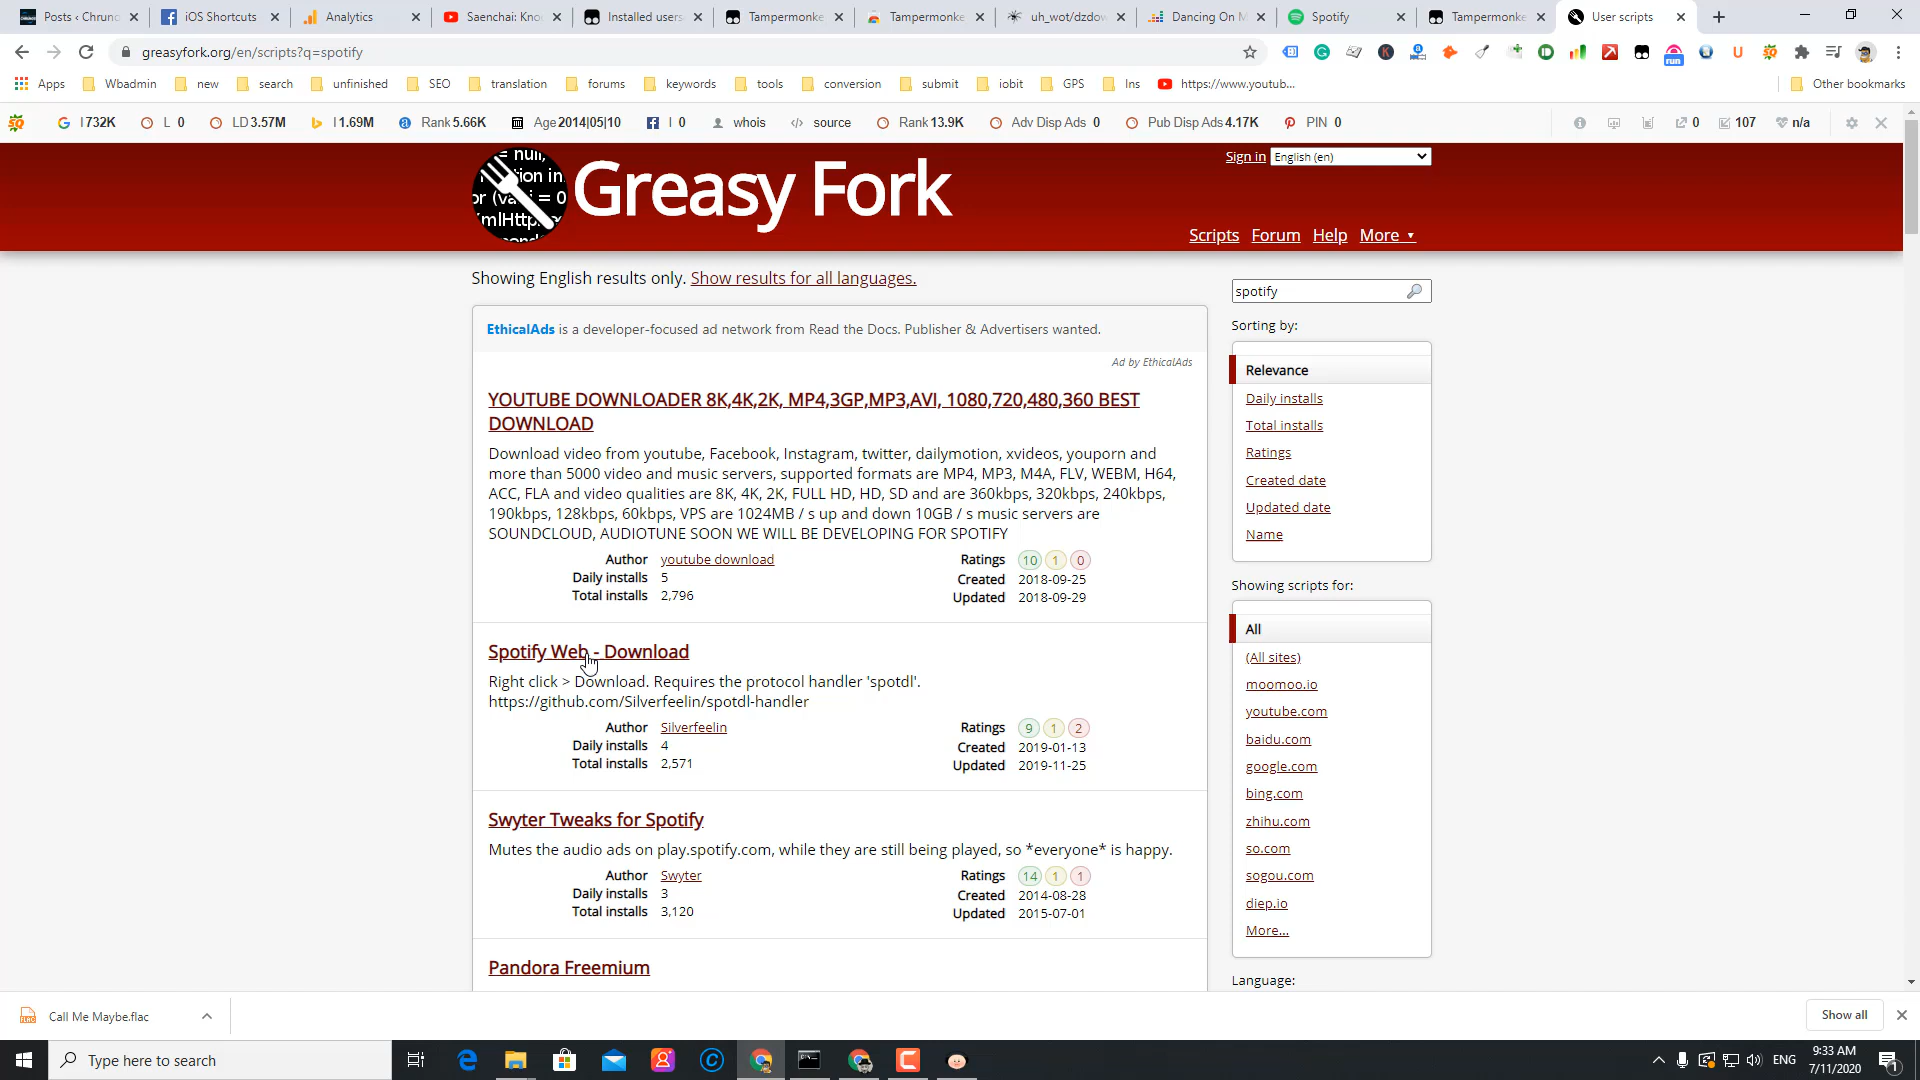 Posts ‹ Chrunc
iOS Shortcuts
Analytics
Saenchai: Kno
Installed users
Tampermonke
Tampermonke
uh_wot/dzdow
Dancing On M
Spotify
Tampermonke
User scripts
greasyfork.org/en/scripts?q=spotify
Apps
Wbadmin
new
search
unfinished
SEO
translation
forums
keywords
tools
conversion
submit
iobit
GPS
Ins
https://www.youtub...
Other bookmarks
I 732K
L 0
LD 3.57M
I 1.69M
Rank 5.66K
Age 2014|05|10
I 0
whois
source
Rank 13.9K
Adv Disp Ads 0
Pub Disp Ads 4.17K
PIN 0
0
107
n/a
Greasy Fork
Sign in
English (en)
Scripts Forum Help More
Showing English results only. Show results for all languages.
EthicalAds is a developer-focused ad network from Read the Docs. Publisher & Advertisers wanted.
Ad by EthicalAds
YOUTUBE DOWNLOADER 8K,4K,2K, MP4,3GP,MP3,AVI, 1080,720,480,360 BEST
DOWNLOAD
Download video from youtube, Facebook, Instagram, twitter, dailymotion, xvideos, youporn and
more than 5000 video and music servers, supported formats are MP4, MP3, M4A, FLV, WEBM, H64,
ACC, FLA and video qualities are 8K, 4K, 2K, FULL HD, HD, SD and are 360kbps, 320kbps, 240kbps,
190kbps, 128kbps, 60kbps, VPS are 1024MB / s up and down 10GB / s music servers are
SOUNDCLOUD, AUDIOTUNE SOON WE WILL BE DEVELOPING FOR SPOTIFY
Author youtube download
Daily installs 5
Total installs 2,796
Ratings 10 1 0
Created 2018-09-25
Updated 2018-09-29
Spotify Web - Download
Right click > Download. Requires the protocol handler 'spotdl'.
https://github.com/Silverfeelin/spotdl-handler
Author Silverfeelin
Daily installs 4
Total installs 2,571
Ratings 9 1 2
Created 2019-01-13
Updated 2019-11-25
Swyter Tweaks for Spotify
Mutes the audio ads on play.spotify.com, while they are still being played, so *everyone* is happy.
Author Swyter
Daily installs 3
Total installs 3,120
Ratings 14 1 1
Created 2014-08-28
Updated 2015-07-01
Pandora Freemium
spotify
Sorting by:
Relevance
Daily installs
Total installs
Ratings
Created date
Updated date
Name
Showing scripts for:
All
(All sites)
moomoo.io
youtube.com
baidu.com
google.com
bing.com
zhihu.com
so.com
sogou.com
diep.io
More...
Language:
Call Me Maybe.flac
Show all
Type here to search
ENG
9:33 AM
7/11/2020